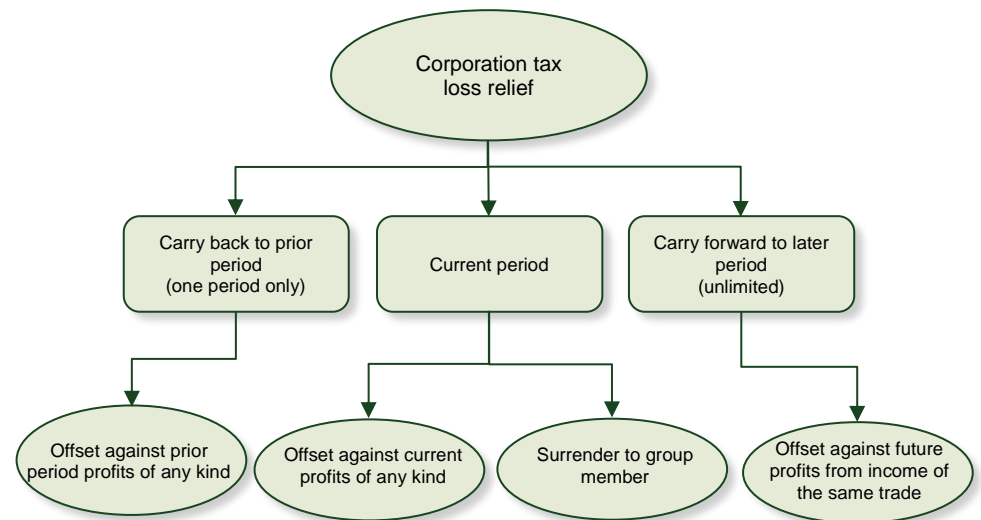 Corporation tax
loss relief
Carry back to prior
period
(one period only)
Current period
Carry forward to later
period
(unlimited)
Offset against prior
period profits of any kind
Offset against current
profits of any kind
Surrender to group
member
Offset against future
profits from income of
the same trade